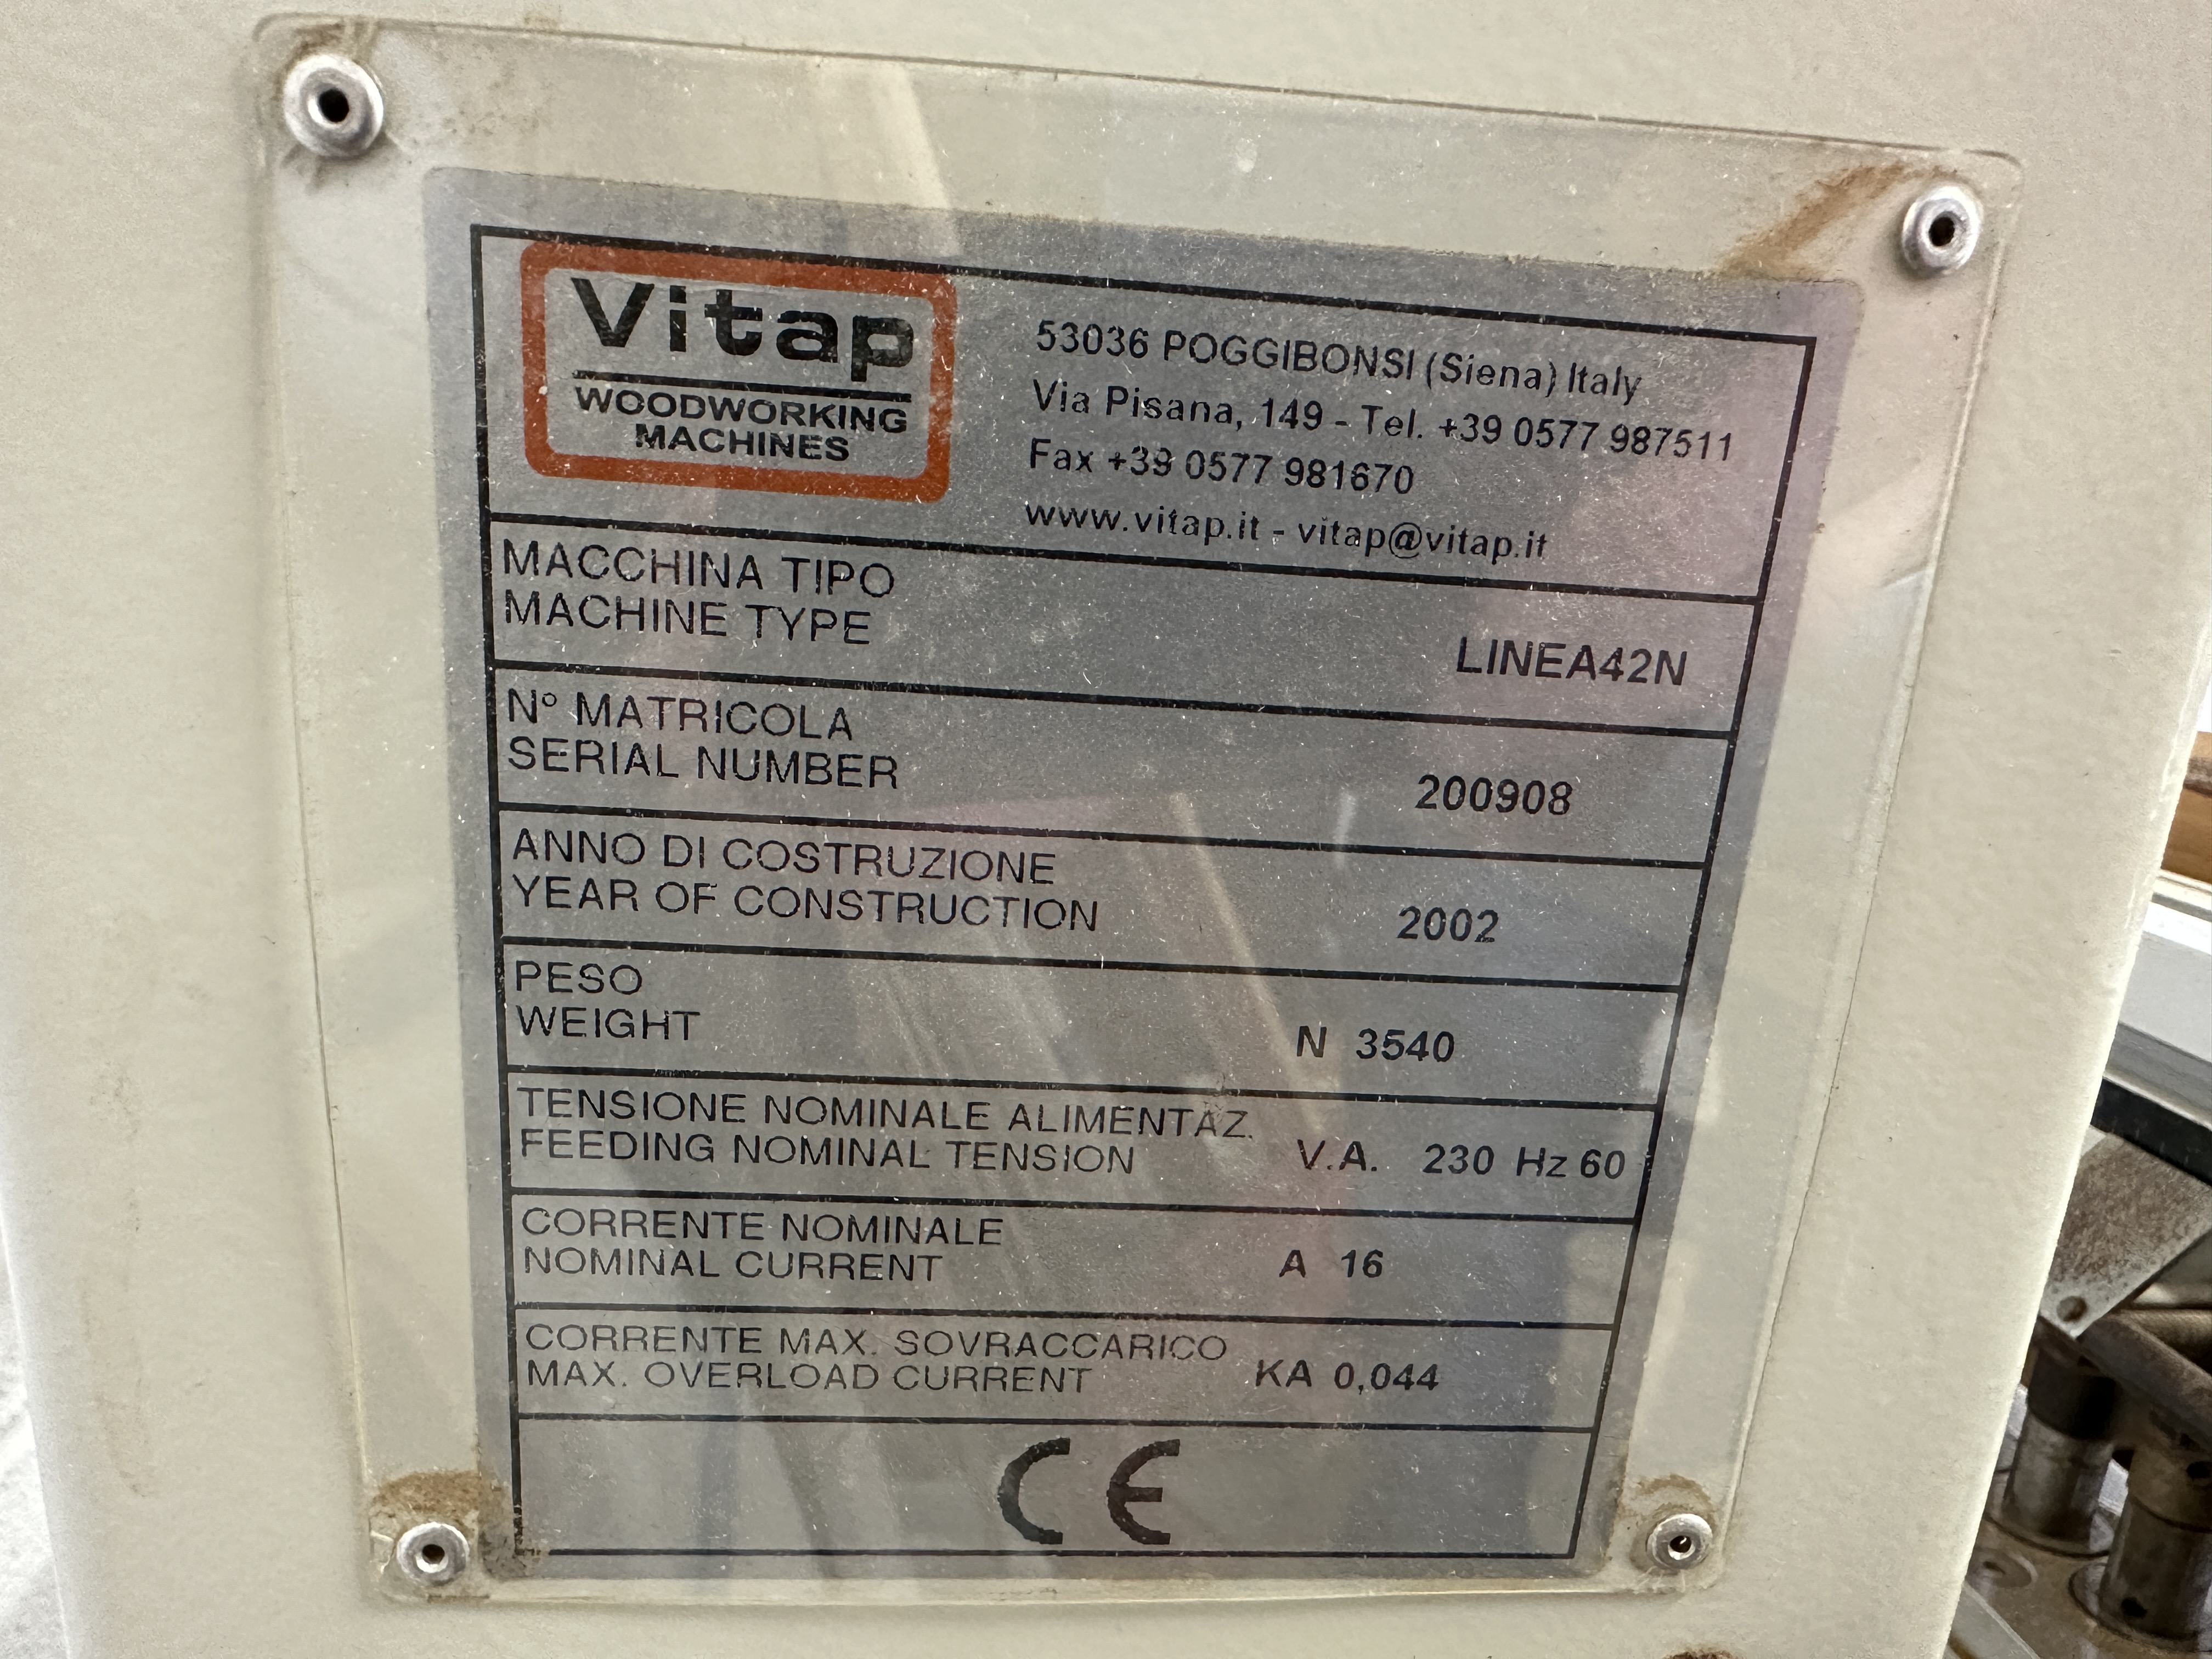 Vitap
WOODWORKING
MACHINES
53036 POGGIBONSI (Siena) Italy
Via Pisana, 149 - Tel. +39 0577 987511
Fax +39 0577 981670
www.vitap.it - vitap@vitap.it
MACCHINA TIPO
MACHINE TYPE
LINEA42N
N° MATRICOLA
SERIAL NUMBER
200908
ANNO DI COSTRUZIONE
YEAR OF CONSTRUCTION
2002
PESO
WEIGHT
N 3540
TENSIONE NOMINALE ALIMENTAZ.
FEEDING NOMINAL TENSION
V.A. 230 Hz 60
CORRENTE NOMINALE
NOMINAL CURRENT
A 16
CORRENTE MAX. SOVRACCARICO
MAX. OVERLOAD CURRENT
KA 0,044
CE